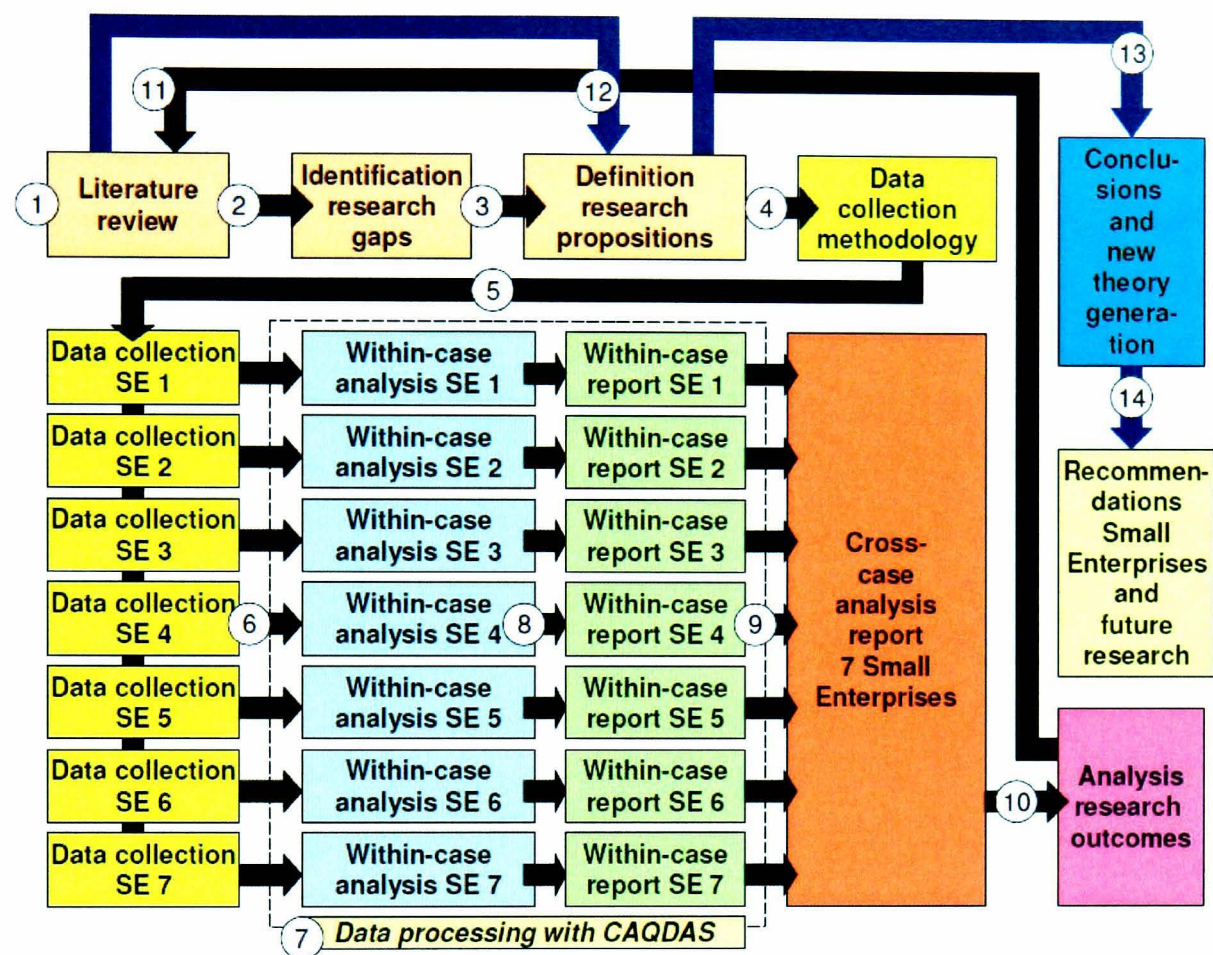 13
11
12
1
Literature
review
2
Identification
research
gaps
3
Definition
research
propositions
4
Data
collection
methodology
Conclu-
sions
and
new
theory
genera-
tion
5
14
Data collection
SE 1
Within-case
analysis SE 1
Within-case
report SE 1
Data collection
SE 2
Within-case
analysis SE 2
Within-case
report SE 2
Data collection
SE 3
Within-case
analysis SE 3
Within-case
report SE 3
Data collection
SE 4
6
Within-case
analysis SE 4
8
Within-case
report SE 4
9
Data collection
SE 5
Within-case
analysis SE 5
Within-case
report SE 5
Data collection
SE 6
Within-case
analysis SE 6
Within-case
report SE 6
Data collection
SE 7
Within-case
analysis SE 7
Within-case
report SE 7
7
Data processing with CAQDAS
Cross-
case
analysis
report
7 Small
Enterprises
10
Analysis
research
outcomes
Recommen-
dations
Small
Enterprises
and
future
research